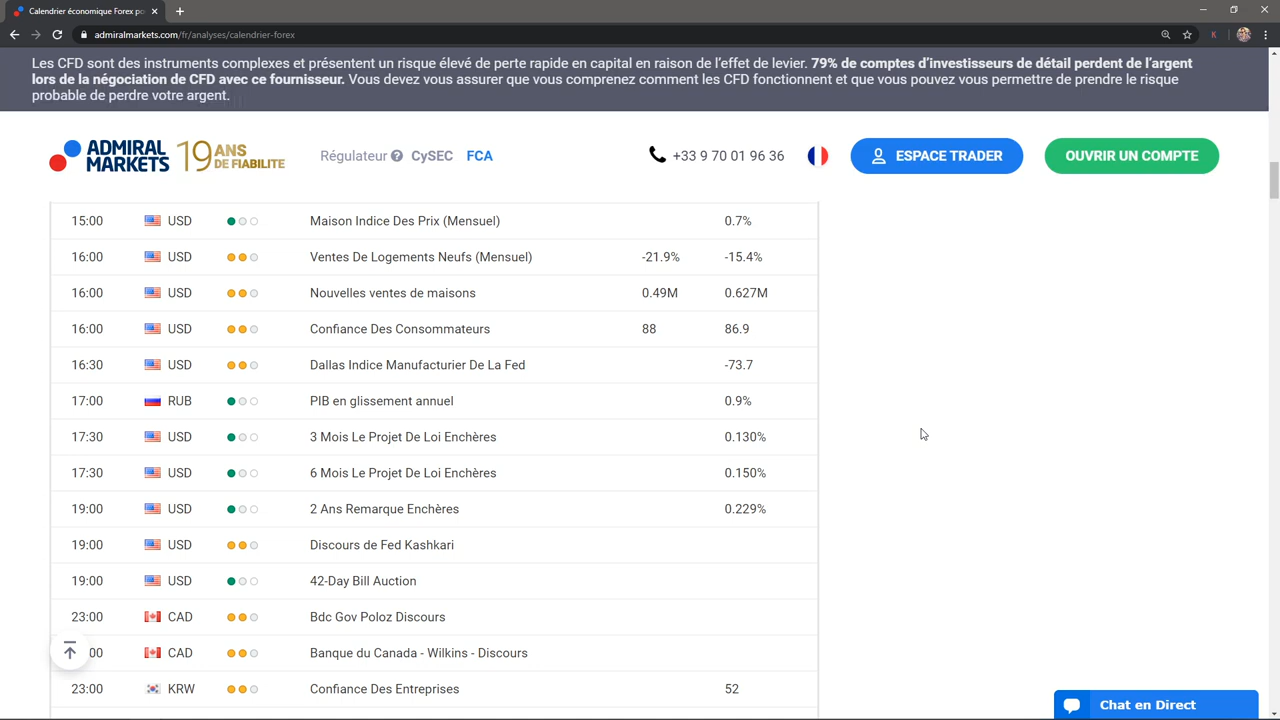 Calendrier économique Forex po
admiralmarkets.com/fr/analyses/calendrier-forex
Les CFD sont des instruments complexes et présentent un risque élevé de perte rapide en capital en raison de l'effet de levier. 79% de comptes d'investisseurs de détail perdent de l'argent
lors de la négociation de CFD avec ce fournisseur. Vous devez vous assurer que vous comprenez comment les CFD fonctionnent et que vous pouvez vous permettre de prendre le risque
probable de perdre votre argent.
ADMIRAL MARKETS 19 ANS DE FIABILITE Régulateur ? CySEC FCA +33 9 70 01 96 36 ESPACE TRADER OUVRIR UN COMPTE
15:00 USD Maison Indice Des Prix (Mensuel) 0.7%
16:00 USD Ventes De Logements Neufs (Mensuel) -21.9% -15.4%
16:00 USD Nouvelles ventes de maisons 0.49M 0.627M
16:00 USD Confiance Des Consommateurs 88 86.9
16:30 USD Dallas Indice Manufacturier De La Fed -73.7
17:00 RUB PIB en glissement annuel 0.9%
17:30 USD 3 Mois Le Projet De Loi Enchères 0.130%
17:30 USD 6 Mois Le Projet De Loi Enchères 0.150%
19:00 USD 2 Ans Remarque Enchères 0.229%
19:00 USD Discours de Fed Kashkari
19:00 USD 42-Day Bill Auction
23:00 CAD Bdc Gov Poloz Discours
:00 CAD Banque du Canada - Wilkins - Discours
23:00 KRW Confiance Des Entreprises 52
Chat en Direct